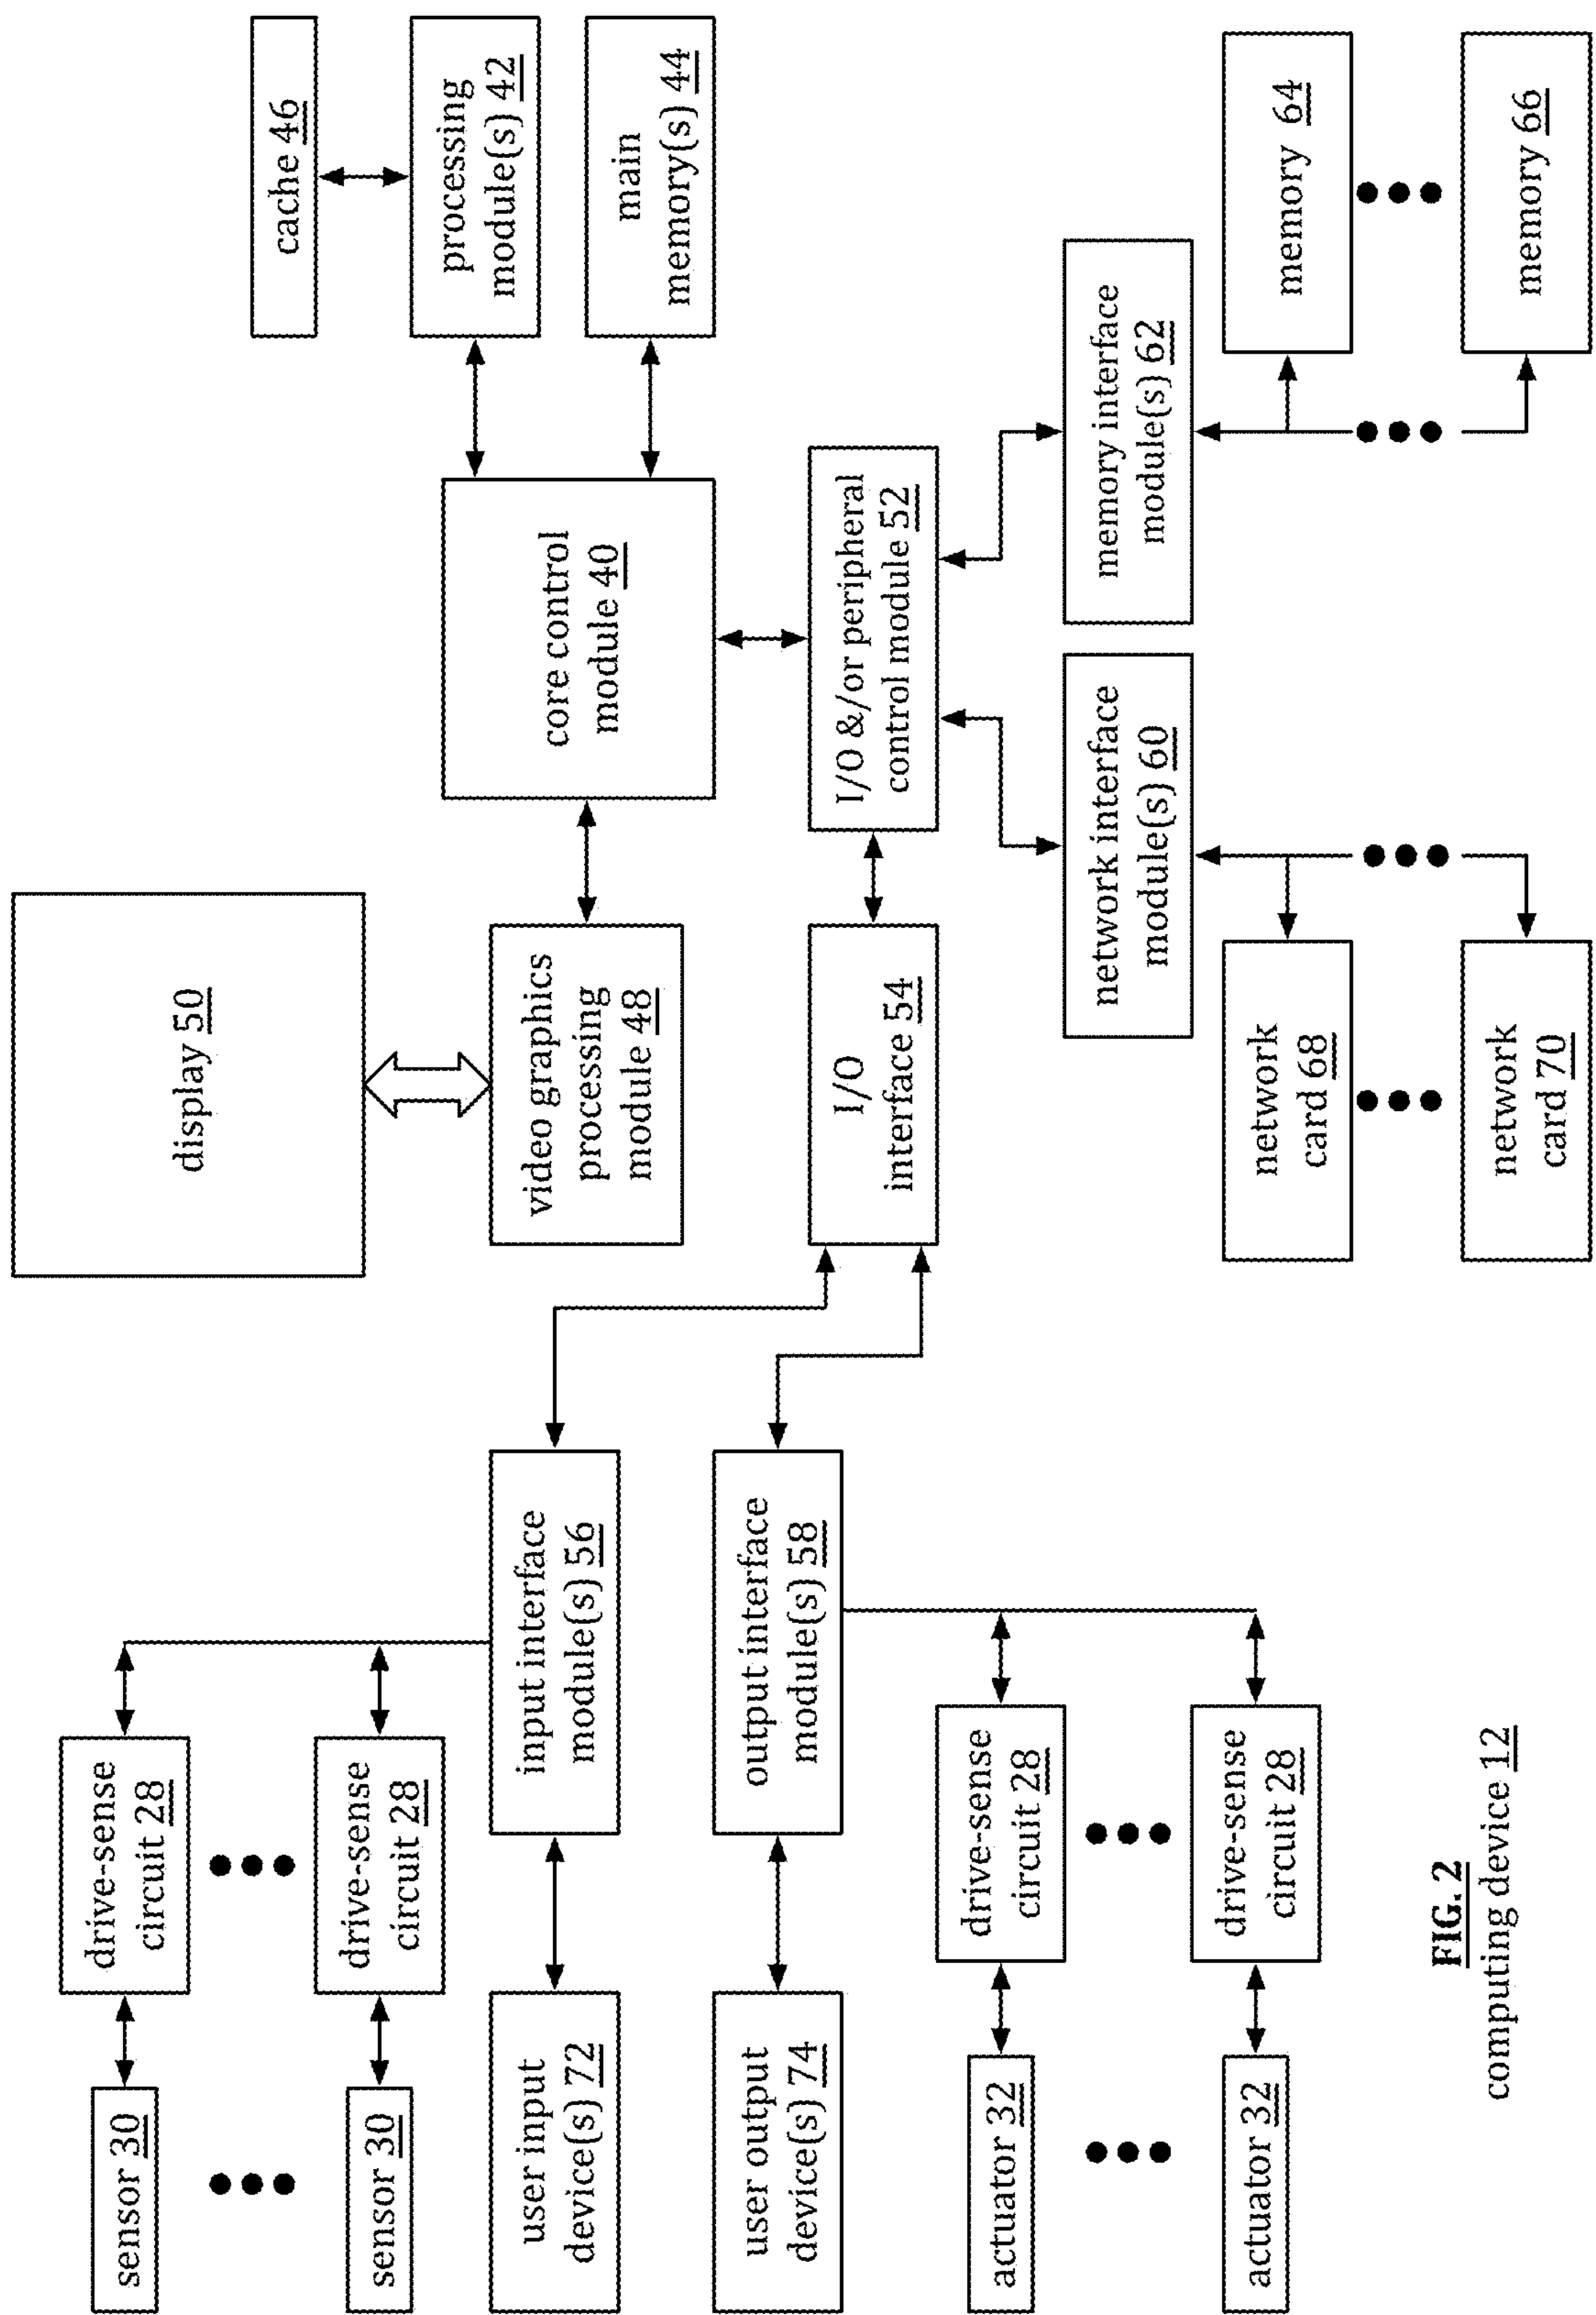 display 50
cache 46
processing
module(s) 42
main
memory(s) 44
core control
module 40
video graphics
processing
module 48
sensor 30
drive-sense
circuit 28
sensor 30
drive-sense
circuit 28
user input
device(s) 72
input interface
module(s) 56
user output
device(s) 74
output interface
module(s) 58
I/O
interface 54
I/O &/or peripheral
control module 52
actuator 32
drive-sense
circuit 28
actuator 32
drive-sense
circuit 28
network interface
module(s) 60
memory interface
module(s) 62
network
card 68
memory 64
network
card 70
memory 66
FIG. 2
computing device 12